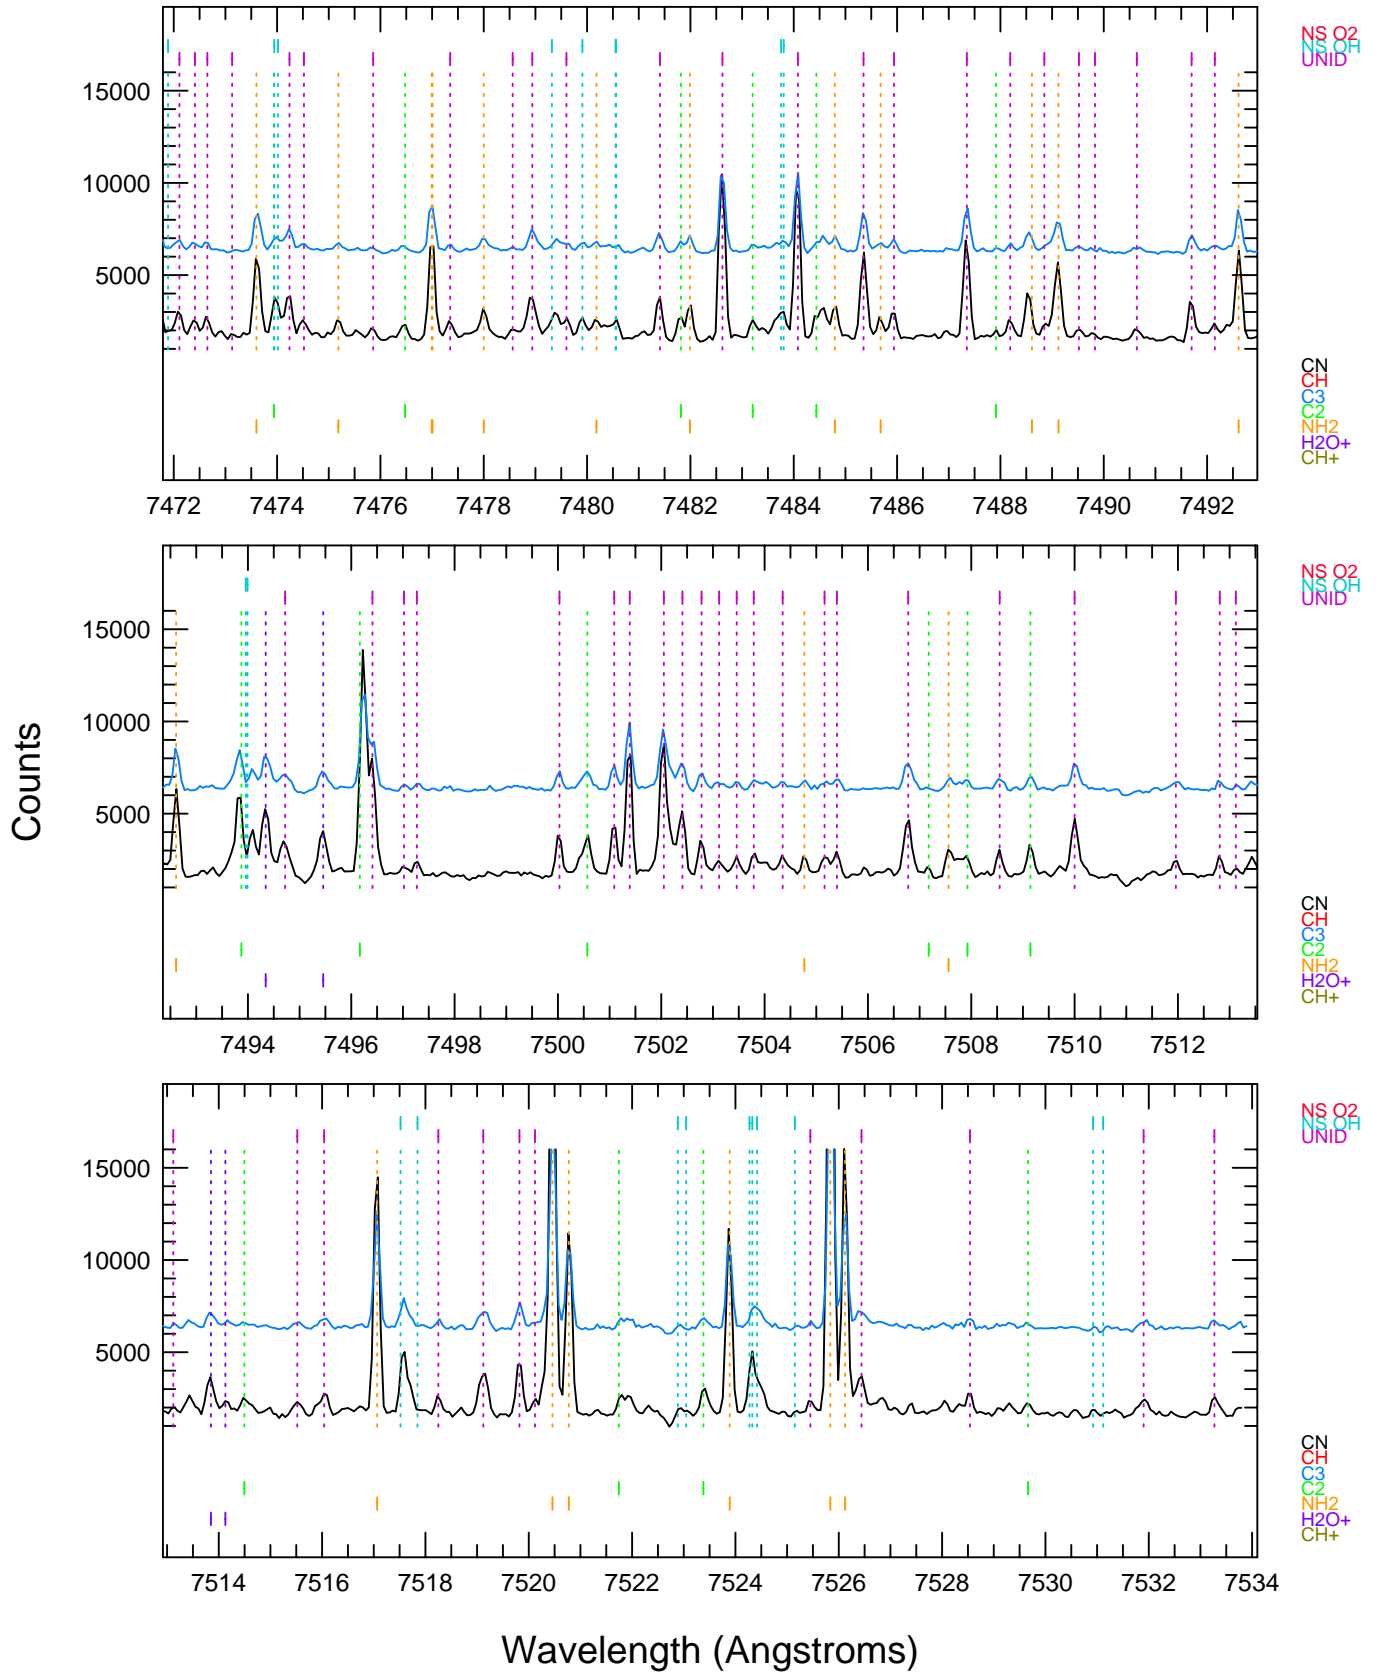 NS O2
NS OH
UNID
15000
10000
5000
CN
CH
C3
C2
NH2
H2O+
CH+
7472 7474 7476 7478 7480 7482 7484 7486 7488 7490 7492
NS O2
NS OH
UNID
15000
10000
5000
Counts
CN
CH
C3
C2
NH2
H2O+
CH+
7494 7496 7498 7500 7502 7504 7506 7508 7510 7512
NS O2
NS OH
UNID
15000
10000
5000
CN
CH
C3
C2
NH2
H2O+
CH+
7514 7516 7518 7520 7522 7524 7526 7528 7530 7532 7534
Wavelength (Angstroms)